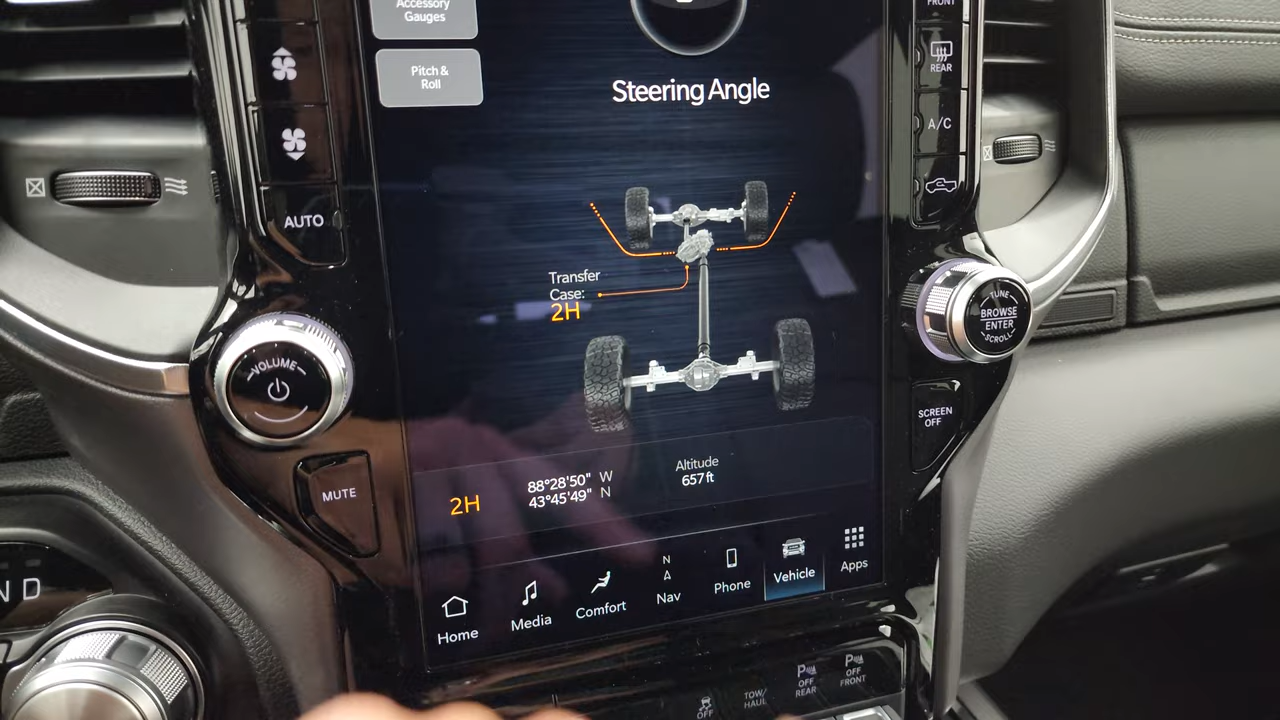 Accessory
Gauges
FRONT
Pitch &
Roll
REAR
Steering Angle
A/C
AUTO
Transfer
Case:
2H
TUNE
BROWSE
ENTER
SCROLL
VOLUME
SCREEN
OFF
MUTE
2H
88°28'50" W
43°45'49" N
Altitude
657 ft
N D
Home
Media
Comfort
N
Nav
Phone
Vehicle
Apps
OFF
TOW/
HAUL
P
OFF
REAR
P
OFF
FRONT